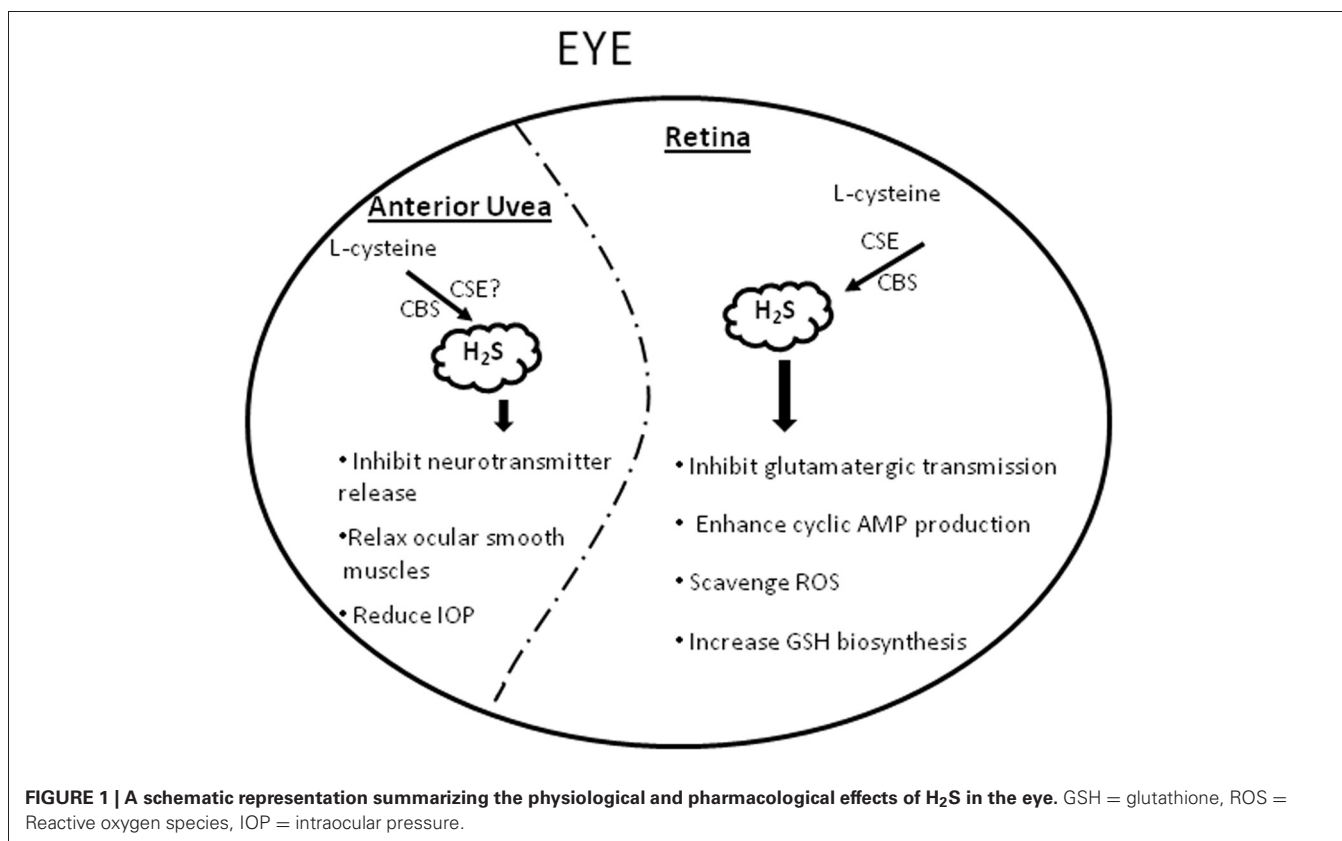 EYE
Anterior Uvea
L-cysteine
CSE?
CBS
H₂S
• Inhibit neurotransmitter
release
•Relax ocular smooth
muscles
• Reduce IOP
Retina
L-cysteine
CSE
CBS
H₂S
• Inhibit glutamatergic transmission
• Enhance cyclic AMP production
• Scavenge ROS
• Increase GSH biosynthesis
FIGURE 1 | A schematic representation summarizing the physiological and pharmacological effects of H₂S in the eye. GSH = glutathione, ROS =
Reactive oxygen species, IOP = intraocular pressure.